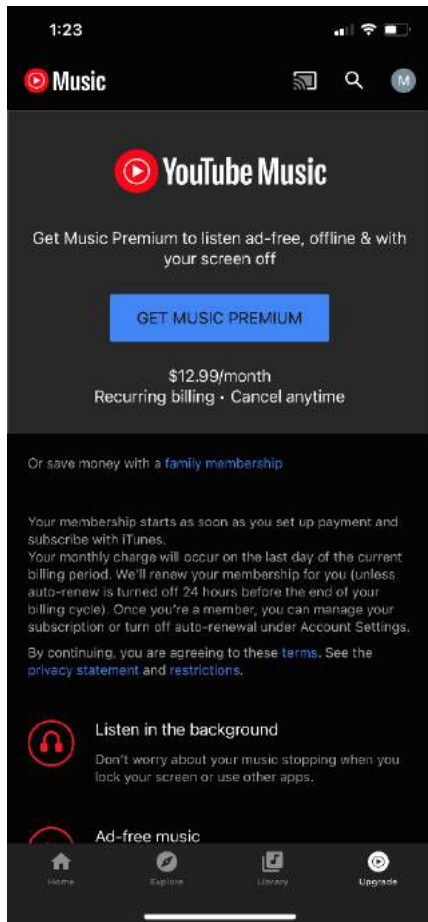 1:23
Music
M
YouTube Music
Get Music Premium to listen ad-free, offline & with
your screen off
GET MUSIC PREMIUM
$12.99/month
Recurring billing • Cancel anytime
Or save money with a family membership
Your membership starts as soon as you set up payment and
subscribe with iTunes.
Your monthly charge will occur on the last day of the current
billing period. We'll renew your membership for you (unless
auto-renew is turned off 24 hours before the end of your
billing cycle). Once you're a member, you can manage your
subscription or turn off auto-renewal under Account Settings.
By continuing, you are agreeing to these terms. See the
privacy statement and restrictions.
Listen in the background
Don't worry about your music stopping when you
lock your screen or use other apps.
Ad-free music
Home Explore Library Upgrade